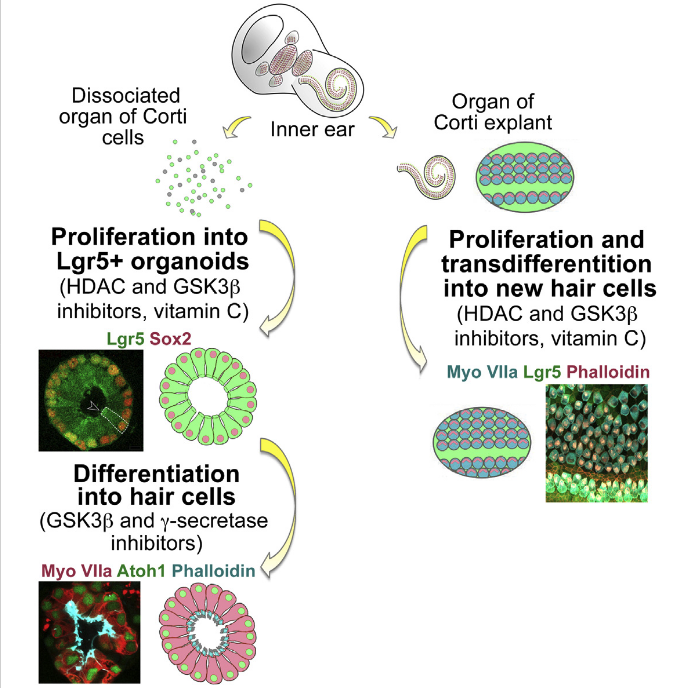 Dissociated
organ of Corti
cells
Inner ear
Organ of
Corti explant
Proliferation into
Lgr5+ organoids
(HDAC and GSK3β
inhibitors, vitamin C)
Lgr5 Sox2
Differentiation
into hair cells
(GSK3β and γ-secretase
inhibitors)
Myo VIIa Atoh1 Phalloidin
Proliferation and
transdifferentition
into new hair cells
(HDAC and GSK3β
inhibitors, vitamin C)
Myo VIIa Lgr5 Phalloidin